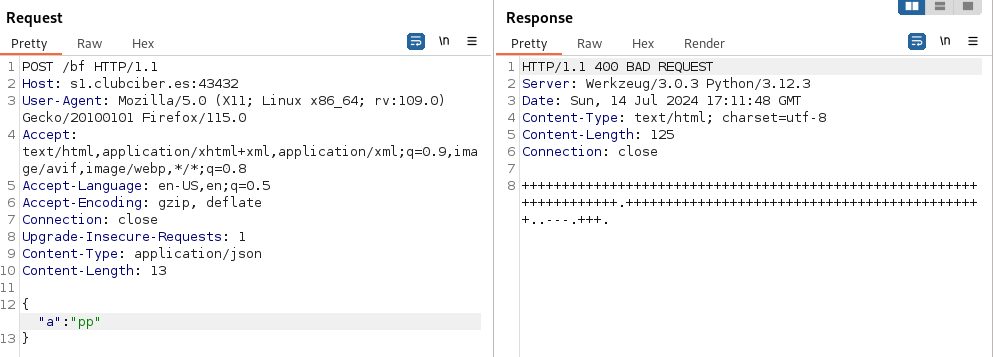 Request
Response
Pretty Raw Hex \n
Pretty Raw Hex Render \n
1 POST /bf HTTP/1.1
2 Host: s1.clubciber.es:43432
3 User-Agent: Mozilla/5.0 (X11; Linux x86_64; rv:109.0)
Gecko/20100101 Firefox/115.0
4 Accept:
text/html,application/xhtml+xml,application/xml;q=0.9,ima
ge/avif,image/webp,*/*;q=0.8
5 Accept-Language: en-US,en;q=0.5
6 Accept-Encoding: gzip, deflate
7 Connection: close
8 Upgrade-Insecure-Requests: 1
9 Content-Type: application/json
10 Content-Length: 13
11
12 {
"a":"pp"
13 }
1 HTTP/1.1 400 BAD REQUEST
2 Server: Werkzeug/3.0.3 Python/3.12.3
3 Date: Sun, 14 Jul 2024 17:11:48 GMT
4 Content-Type: text/html; charset=utf-8
5 Content-Length: 125
6 Connection: close
7
8 +++++++++++++++++++++++++++++++++++++++++++++++++++++++++
++++++++++++.++++++++++++++++++++++++++++++++++++++++++++
+..---.+++.